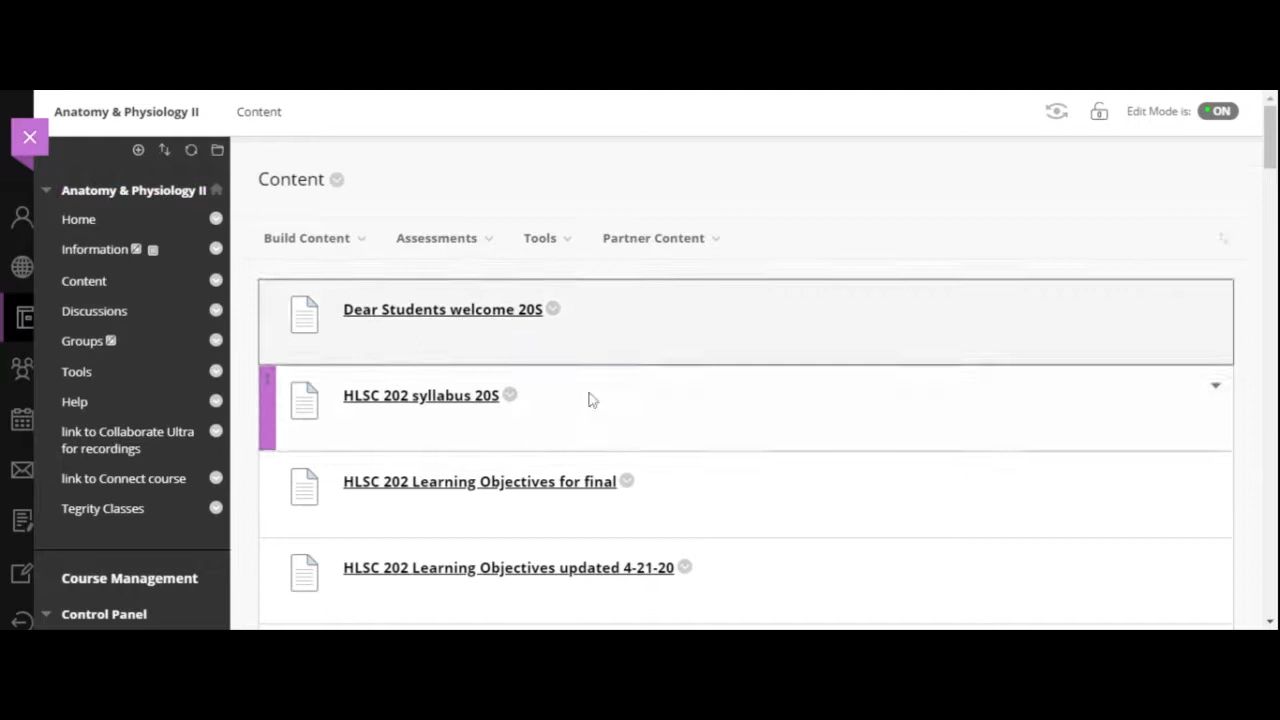 Anatomy & Physiology II
Content
Edit Mode is:
ON
Anatomy & Physiology II
Home
Information
Content
Discussions
Groups
Tools
Help
link to Collaborate Ultra
for recordings
link to Connect course
Tegrity Classes
Course Management
Control Panel
Content
Build Content
Assessments
Tools
Partner Content
Dear Students welcome 20S
HLSC 202 syllabus 20S
HLSC 202 Learning Objectives for final
HLSC 202 Learning Objectives updated 4-21-20